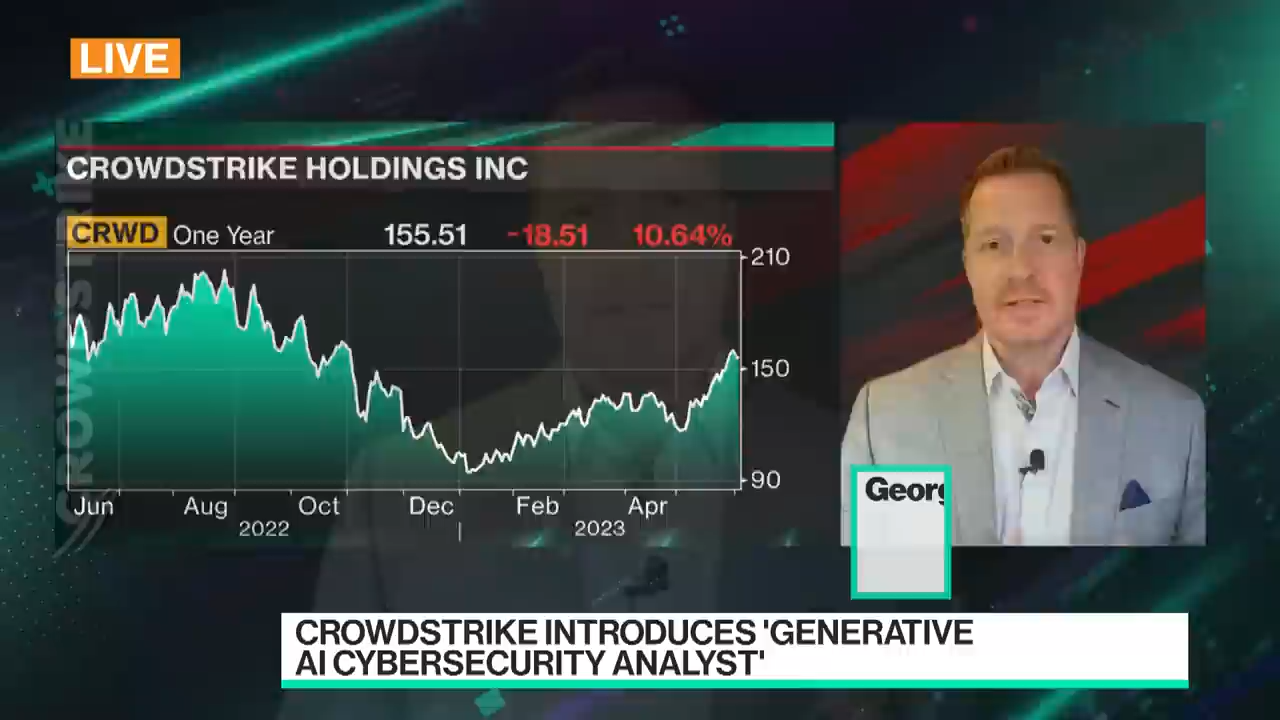 LIVE
CROWDSTRIKE
CROWDSTRIKE HOLDINGS INC
CRWD One Year 155.51 -18.51 10.64%
210
150
90
Jun Aug Oct Dec Feb Apr
2022 2023
Georg
CROWDSTRIKE INTRODUCES 'GENERATIVE
AI CYBERSECURITY ANALYST'